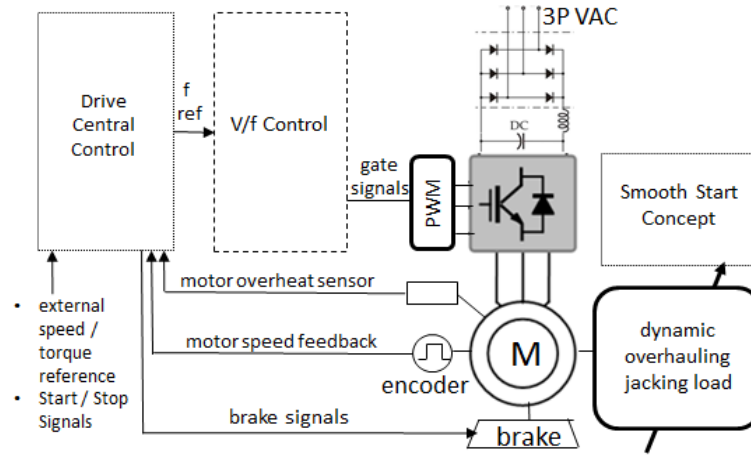 3P VAC
Drive
Central
Control
f
ref
V/f Control
DC
gate
signals
PWM
Smooth Start
Concept
motor overheat sensor
• external
speed /
torque
reference
• Start / Stop
Signals
motor speed feedback
encoder
M
dynamic
overhauling
jacking load
brake signals
brake